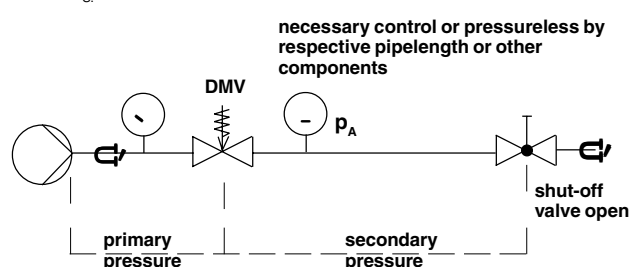 necessary control or pressureless by
respective pipelength or other
components
DMV
pA
shut-off
valve open
primary
pressure
secondary
pressure